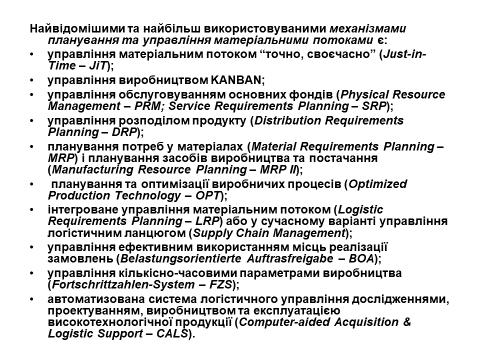 Найвідомішими та найбільш використовуваними механізмами
планування та управління матеріальними потоками є:
• управління матеріальним потоком “точно, своєчасно” (Just-in-
Time – JiT);
• управління виробництвом KANBAN;
• управління обслуговуванням основних фондів (Physical Resource
Management – PRM; Service Requirements Planning – SRP);
• управління розподілом продукту (Distribution Requirements
Planning – DRP);
• планування потреб у матеріалах (Material Requirements Planning –
MRP) і планування засобів виробництва та постачання
(Manufacturing Resource Planning – MRP II);
• планування та оптимізації виробничих процесів (Optimized
Production Technology – OPT);
• інтегроване управління матеріальним потоком (Logistic
Requirements Planning – LRP) або у сучасному варіанті управління
логістичним ланцюгом (Supply Chain Management);
• управління ефективним використанням місць реалізації
замовлень (Belastungsorientierte Auftrasfreigabe – BOA);
• управління кількісно-часовими параметрами виробництва
(Fortschrittzahlen-System – FZS);
• автоматизована система логістичного управління дослідженнями,
проектуванням, виробництвом та експлуатацією
високотехнологічної продукції (Computer-aided Acquisition &
Logistic Support – CALS).